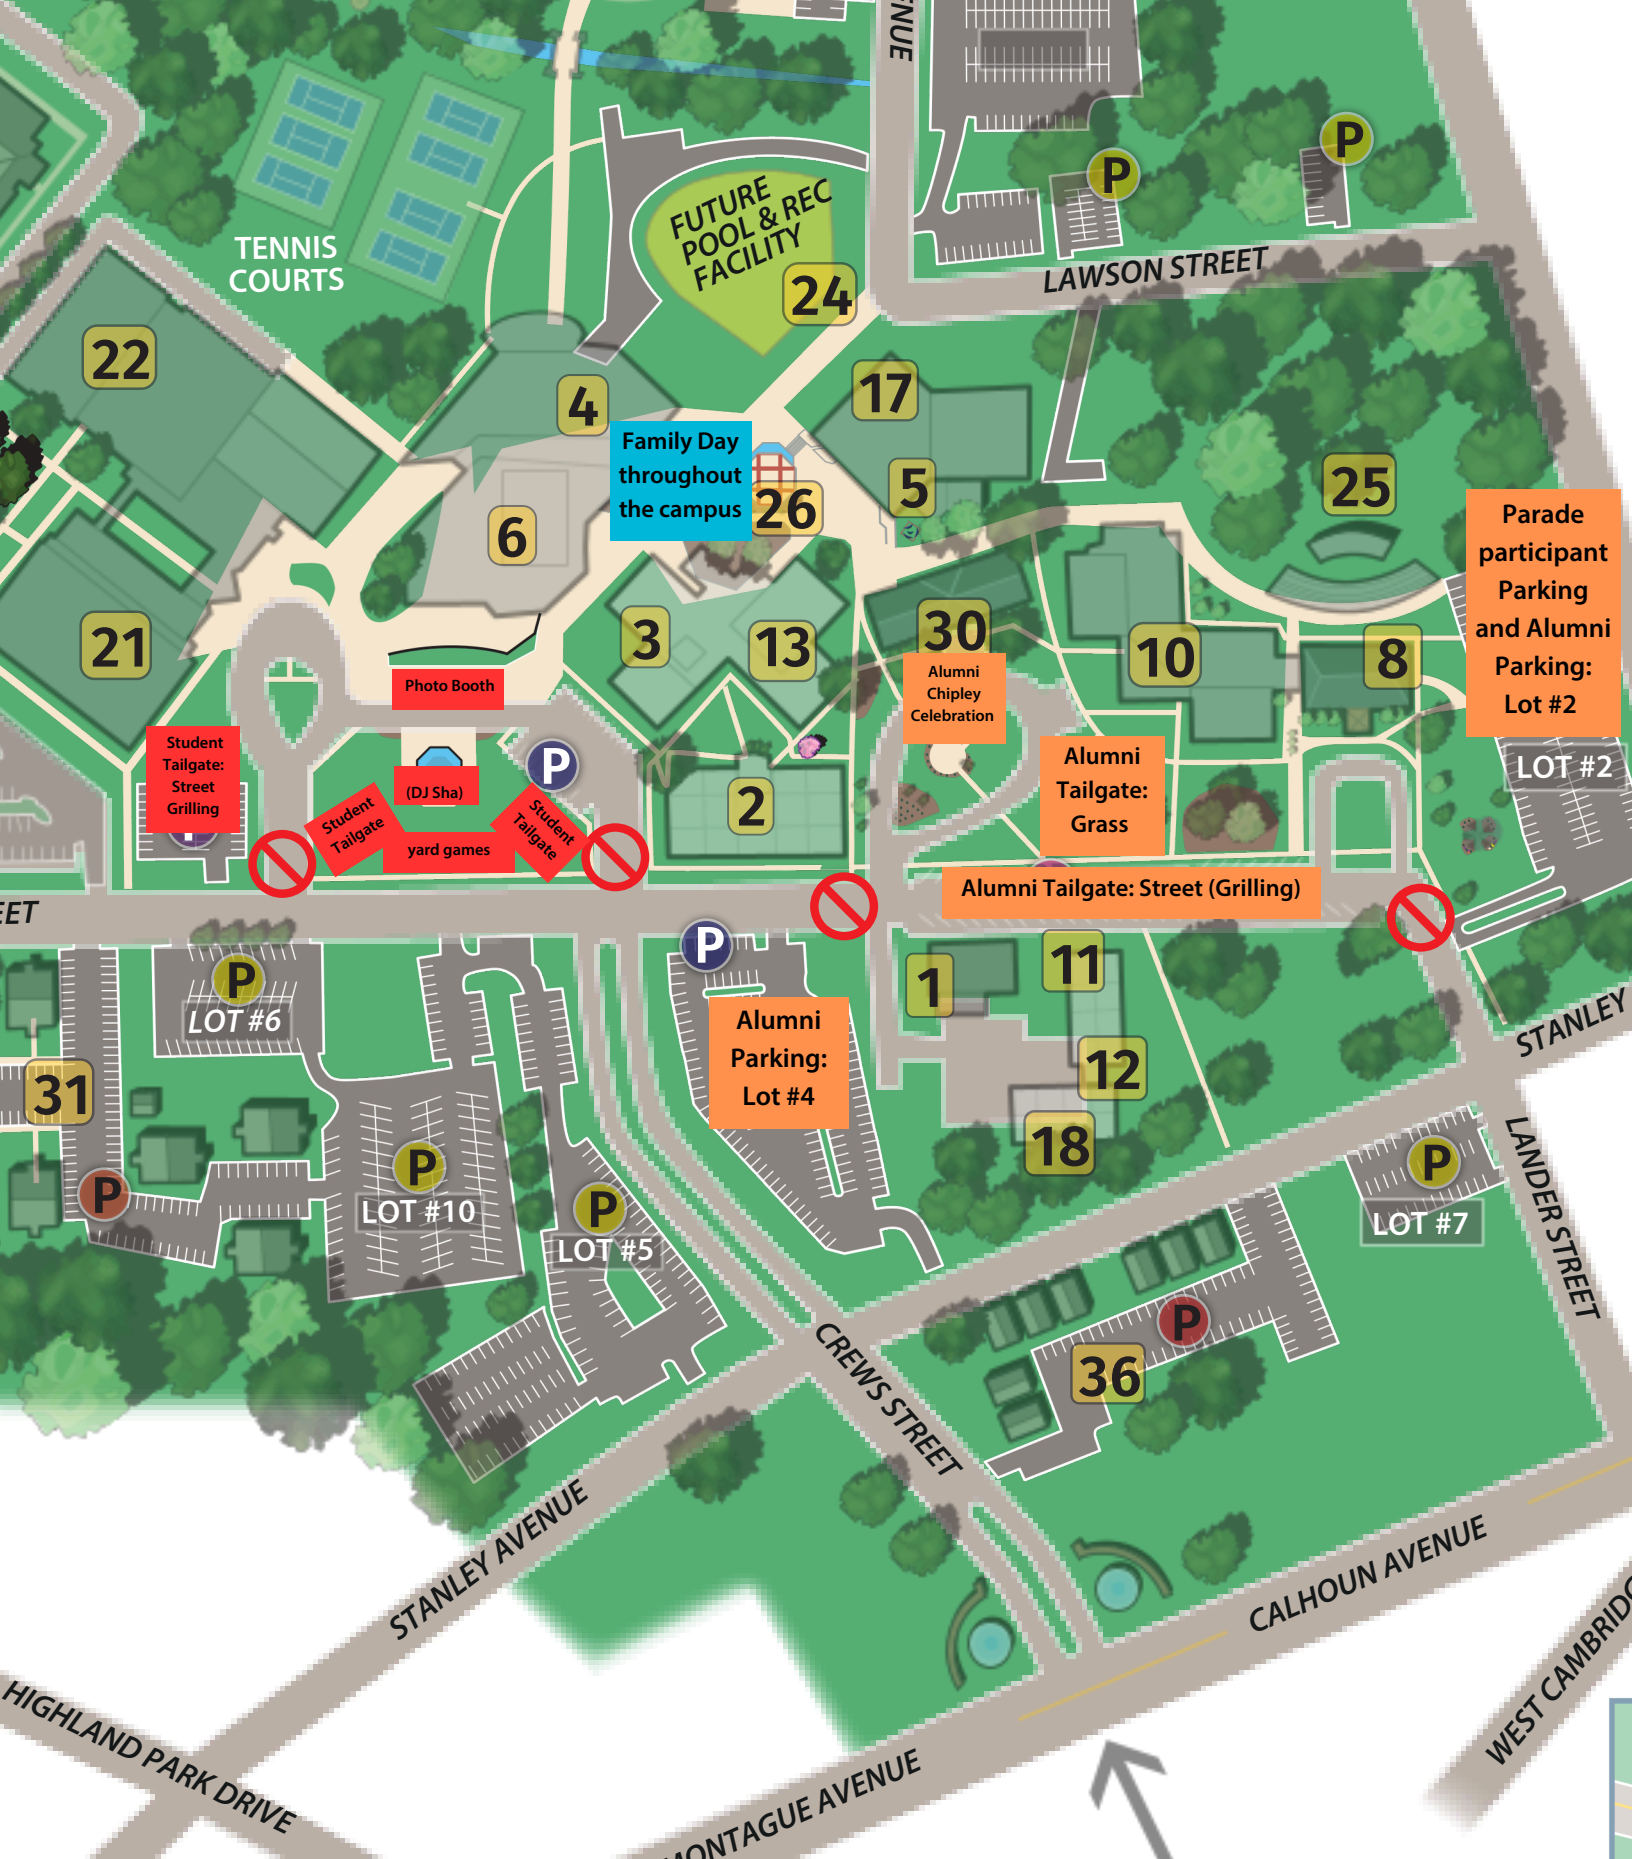 ENUE
P
P
FUTURE
POOL & REC
FACILITY
TENNIS
COURTS
LAWSON STREET
24
22
4
17
Family Day
throughout
the campus
26
5
25
6
Parade
participant
Parking
and Alumni
Parking:
Lot #2
21
3
13
30
10
8
Alumni
Chipley
Celebration
Photo Booth
Student
Tailgate:
Street
Grilling
P
(DJ Sha)
Student
Tailgate
yard games
Student
Tailgate
2
Alumni
Tailgate:
Grass
LOT #2
Alumni Tailgate: Street (Grilling)
EET
P
P
LOT #6
1
11
Alumni
Parking:
Lot #4
12
18
STANLEY
31
P
P
LOT #10
P
LOT #5
P
LOT #7
LANDER STREET
P
36
CREWS STREET
STANLEY AVENUE
CALHOUN AVENUE
WEST CAMBRIDG
HIGHLAND PARK DRIVE
MONTAGUE AVENUE